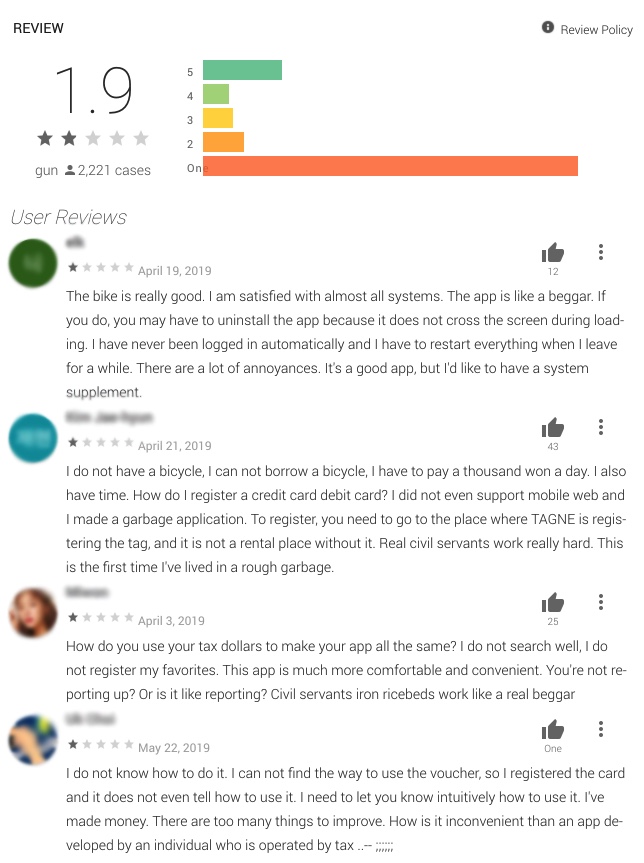 REVIEW
Review Policy
1.9
5
4
3
2
One
gun 2,221 cases
User Reviews
April 19, 2019
12
The bike is really good. I am satisfied with almost all systems. The app is like a beggar. If
you do, you may have to uninstall the app because it does not cross the screen during load-
ing. I have never been logged in automatically and I have to restart everything when I leave
for a while. There are a lot of annoyances. It's a good app, but I'd like to have a system
supplement.
April 21, 2019
43
I do not have a bicycle, I can not borrow a bicycle, I have to pay a thousand won a day. I also
have time. How do I register a credit card debit card? I did not even support mobile web and
I made a garbage application. To register, you need to go to the place where TAGNE is regis-
tering the tag, and it is not a rental place without it. Real civil servants work really hard. This
is the first time I've lived in a rough garbage.
April 3, 2019
25
How do you use your tax dollars to make your app all the same? I do not search well, I do
not register my favorites. This app is much more comfortable and convenient. You're not re-
porting up? Or is it like reporting? Civil servants iron ricebeds work like a real beggar
May 22, 2019
One
I do not know how to do it. I can not find the way to use the voucher, so I registered the card
and it does not even tell how to use it. I need to let you know intuitively how to use it. I've
made money. There are too many things to improve. How is it inconvenient than an app de-
veloped by an individual who is operated by tax ..-- ;;;;;;